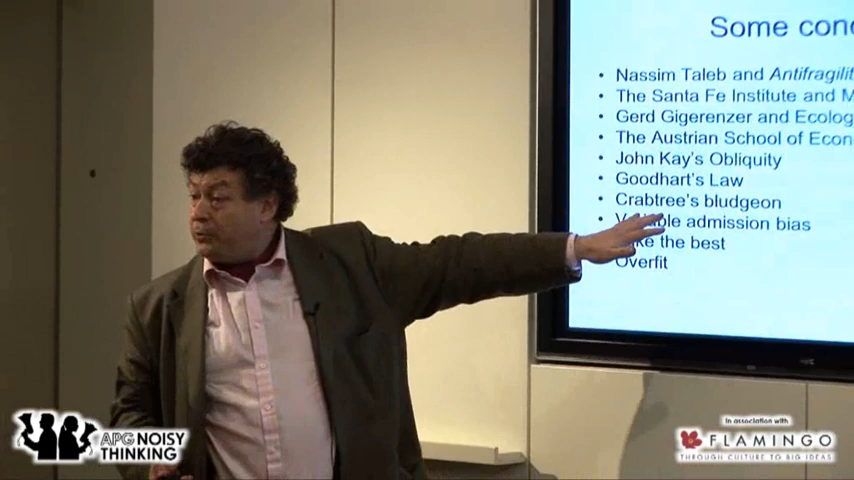 Some conc
• Nassim Taleb and Antifragilit
• The Santa Fe Institute and M
• Gerd Gigerenzer and Ecolog
• The Austrian School of Econ
• John Kay's Obliquity
• Goodhart's Law
• Crabtree's bludgeon
admission bias
the best
Overfit
APG NOISY
THINKING
In association with
FLAMINGO
THROUGH CULTURE TO BIG IDEAS